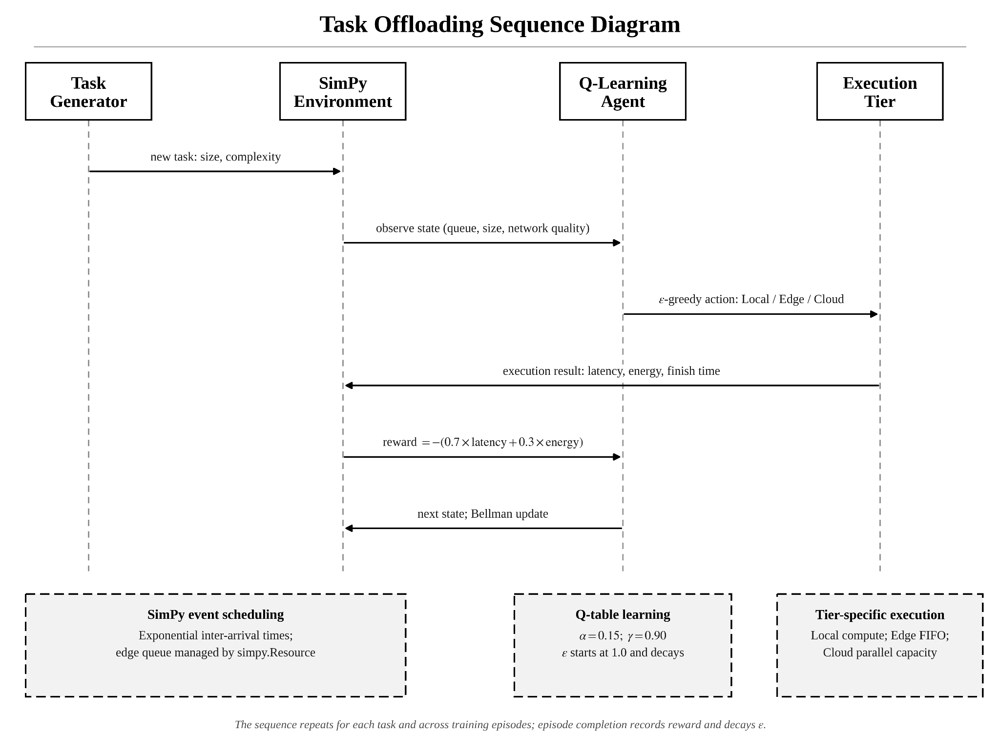 Task Offloading Sequence Diagram
Task
Generator
SimPy
Environment
Q-Learning
Agent
Execution
Tier
new task: size, complexity
observe state (queue, size, network quality)
ε-greedy action: Local / Edge / Cloud
execution result: latency, energy, finish time
reward =−(0.7×latency+0.3×energy)
next state; Bellman update
SimPy event scheduling
Exponential inter-arrival times;
edge queue managed by simpy.Resource
Q-table learning
α=0.15; γ=0.90
ε starts at 1.0 and decays
Tier-specific execution
Local compute; Edge FIFO;
Cloud parallel capacity
The sequence repeats for each task and across training episodes; episode completion records reward and decays ε.